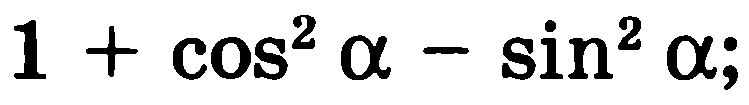 1 + cos² α − sin² α;